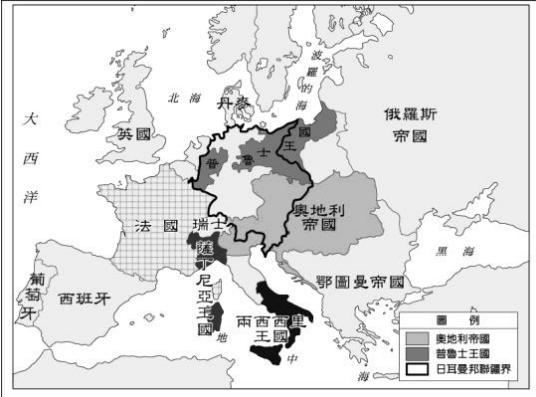 波羅的海
北海
丹麥
大西洋
英國
俄羅斯
帝國
普魯士王國
法國
瑞士
奧地利
帝國
薩丁尼亞王國
黑海
葡萄牙
西班牙
鄂圖曼帝國
兩西西里
王國
地中海
圖例
奧地利帝國
普魯士王國
日耳曼邦聯疆界